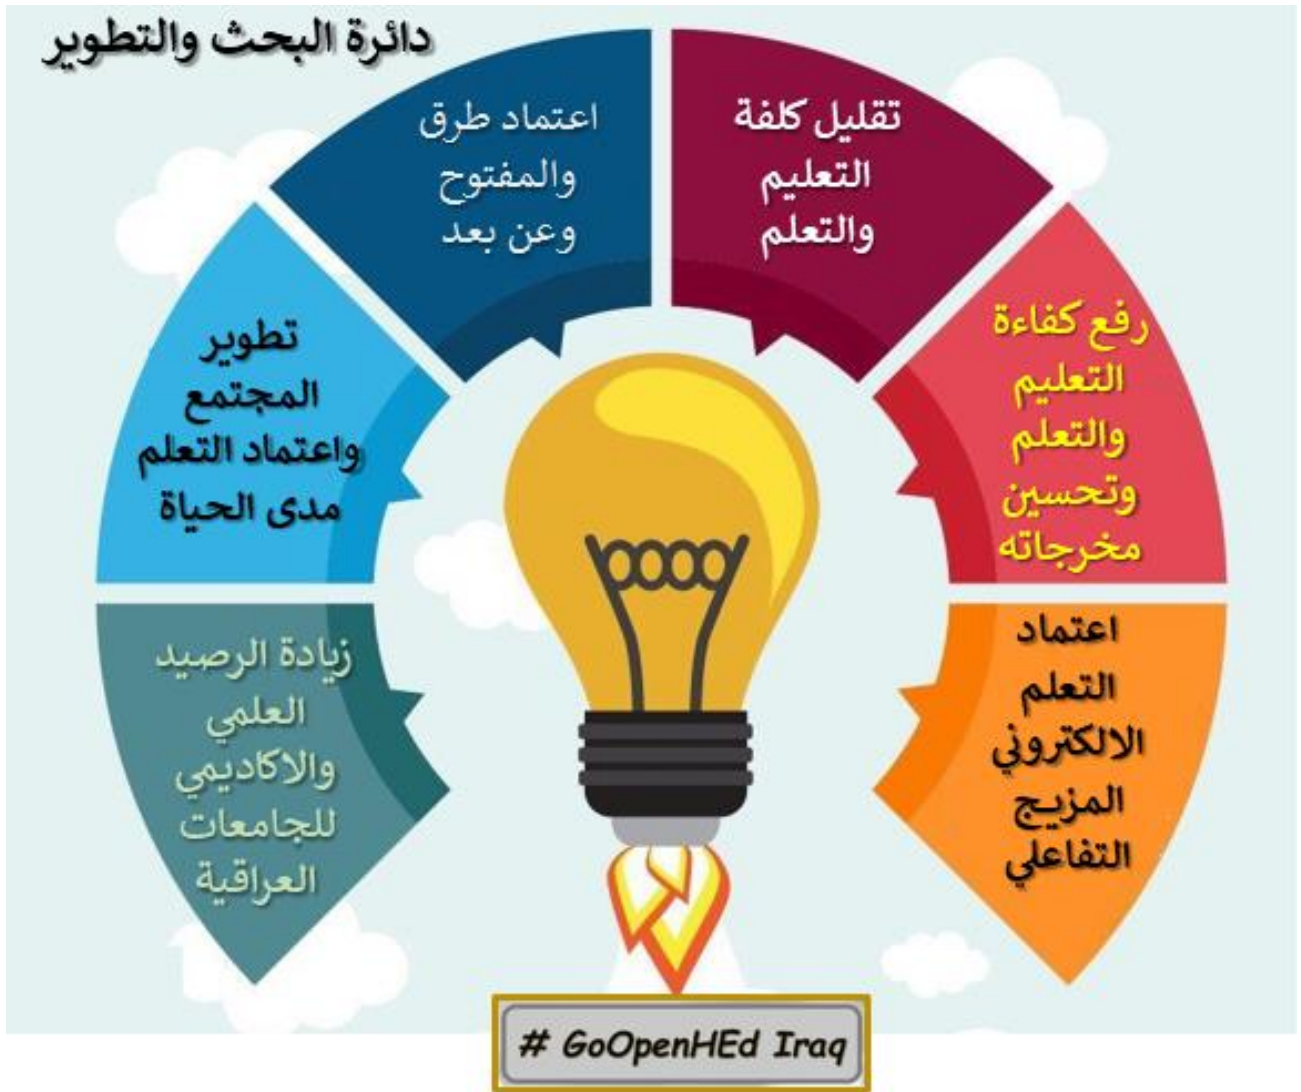 دائرة البحث والتطوير
تقليل كلفة
التعليم
والتعلم
اعتماد طرق
والمفتوح
وعن بعد
رفع كفاءة
التعليم
والتعلم
وتحسين
مخرجاته
تطوير
المجتمع
واعتماد التعلم
مدى الحياة
اعتماد
التعلم
الالكتروني
المزيج
التفاعلي
زيادة الرصيد
العلمي
والاكاديمي
للجامعات
العراقية
# GoOpenHEd Iraq